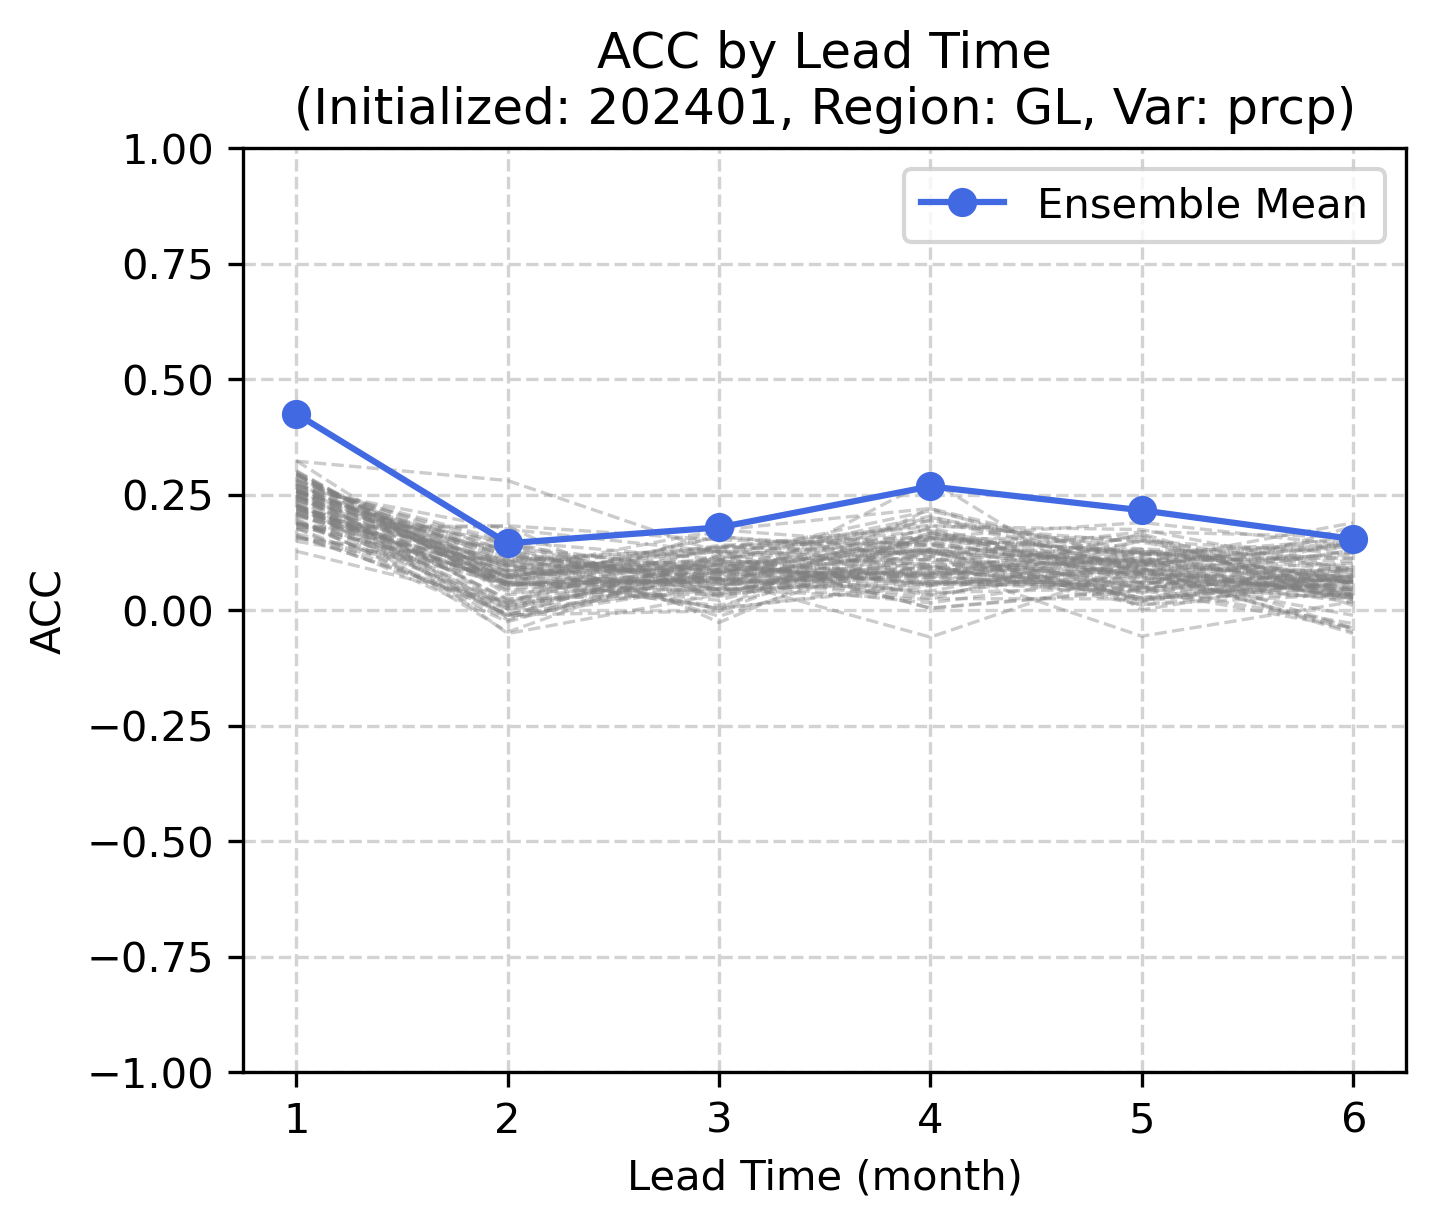 ACC by Lead Time
(Initialized: 202401, Region: GL, Var: prcp)
1.00
0.75
0.50
0.25
0.00
−0.25
−0.50
−0.75
−1.00
ACC
Ensemble Mean
1 2 3 4 5 6
Lead Time (month)